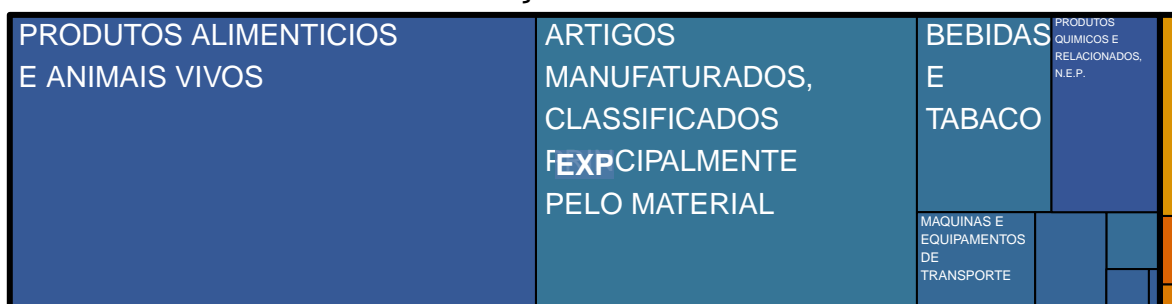 PRODUTOS ALIMENTICIOS
E ANIMAIS VIVOS
ARTIGOS
MANUFATURADOS,
CLASSIFICADOS
PRINCIPALMENTE
PELO MATERIAL
EXP
BEBIDAS
E
TABACO
PRODUTOS
QUIMICOS E
RELACIONADOS,
N.E.P.
MAQUINAS E
EQUIPAMENTOS
DE
TRANSPORTE